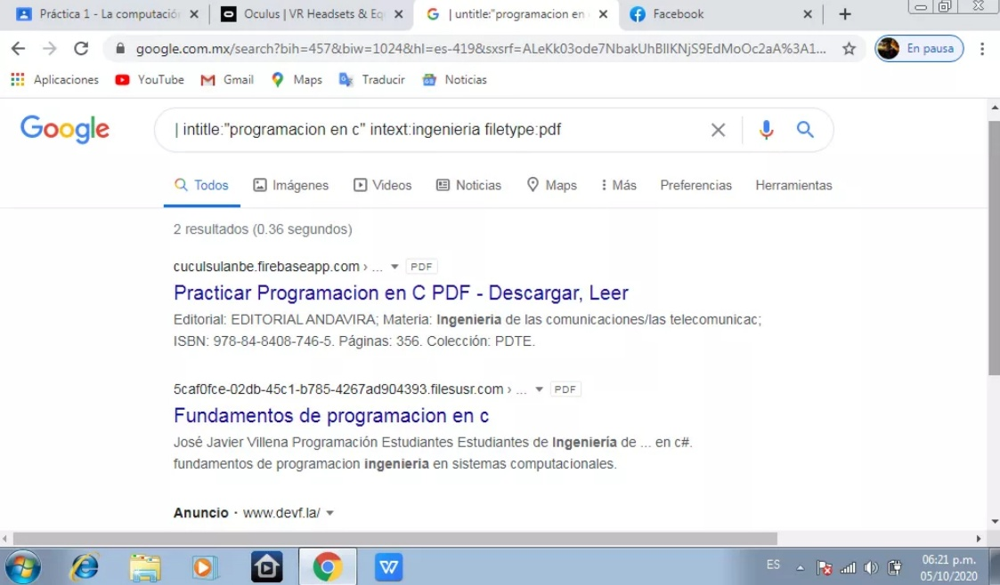 Práctica 1 - La computació
Oculus | VR Headsets & Eq
| untitle:"programacion en
Facebook
google.com.mx/search?bih=457&biw=1024&hl=es-419&sxsrf=ALeKk03ode7NbakUhBllKNjS9EdMoOc2aA%3A1...
En pausa
Aplicaciones
YouTube
Gmail
Maps
Traducir
Noticias
Google
| intitle:"programacion en c" intext:ingenieria filetype:pdf
Todos
Imágenes
Videos
Noticias
Maps
Más
Preferencias
Herramientas
2 resultados (0.36 segundos)
cuculsulanbe.firebaseapp.com › ... PDF
Practicar Programacion en C PDF - Descargar, Leer
Editorial: EDITORIAL ANDAVIRA; Materia: Ingenieria de las comunicaciones/las telecomunicac;
ISBN: 978-84-8408-746-5. Páginas: 356. Colección: PDTE.
5caf0fce-02db-45c1-b785-4267ad904393.filesusr.com › ... PDF
Fundamentos de programacion en c
José Javier Villena Programación Estudiantes Estudiantes de Ingeniería de ... en c#.
fundamentos de programacion ingenieria en sistemas computacionales.
Anuncio · www.devf.la/
ES
06:21 p.m.
05/10/2020